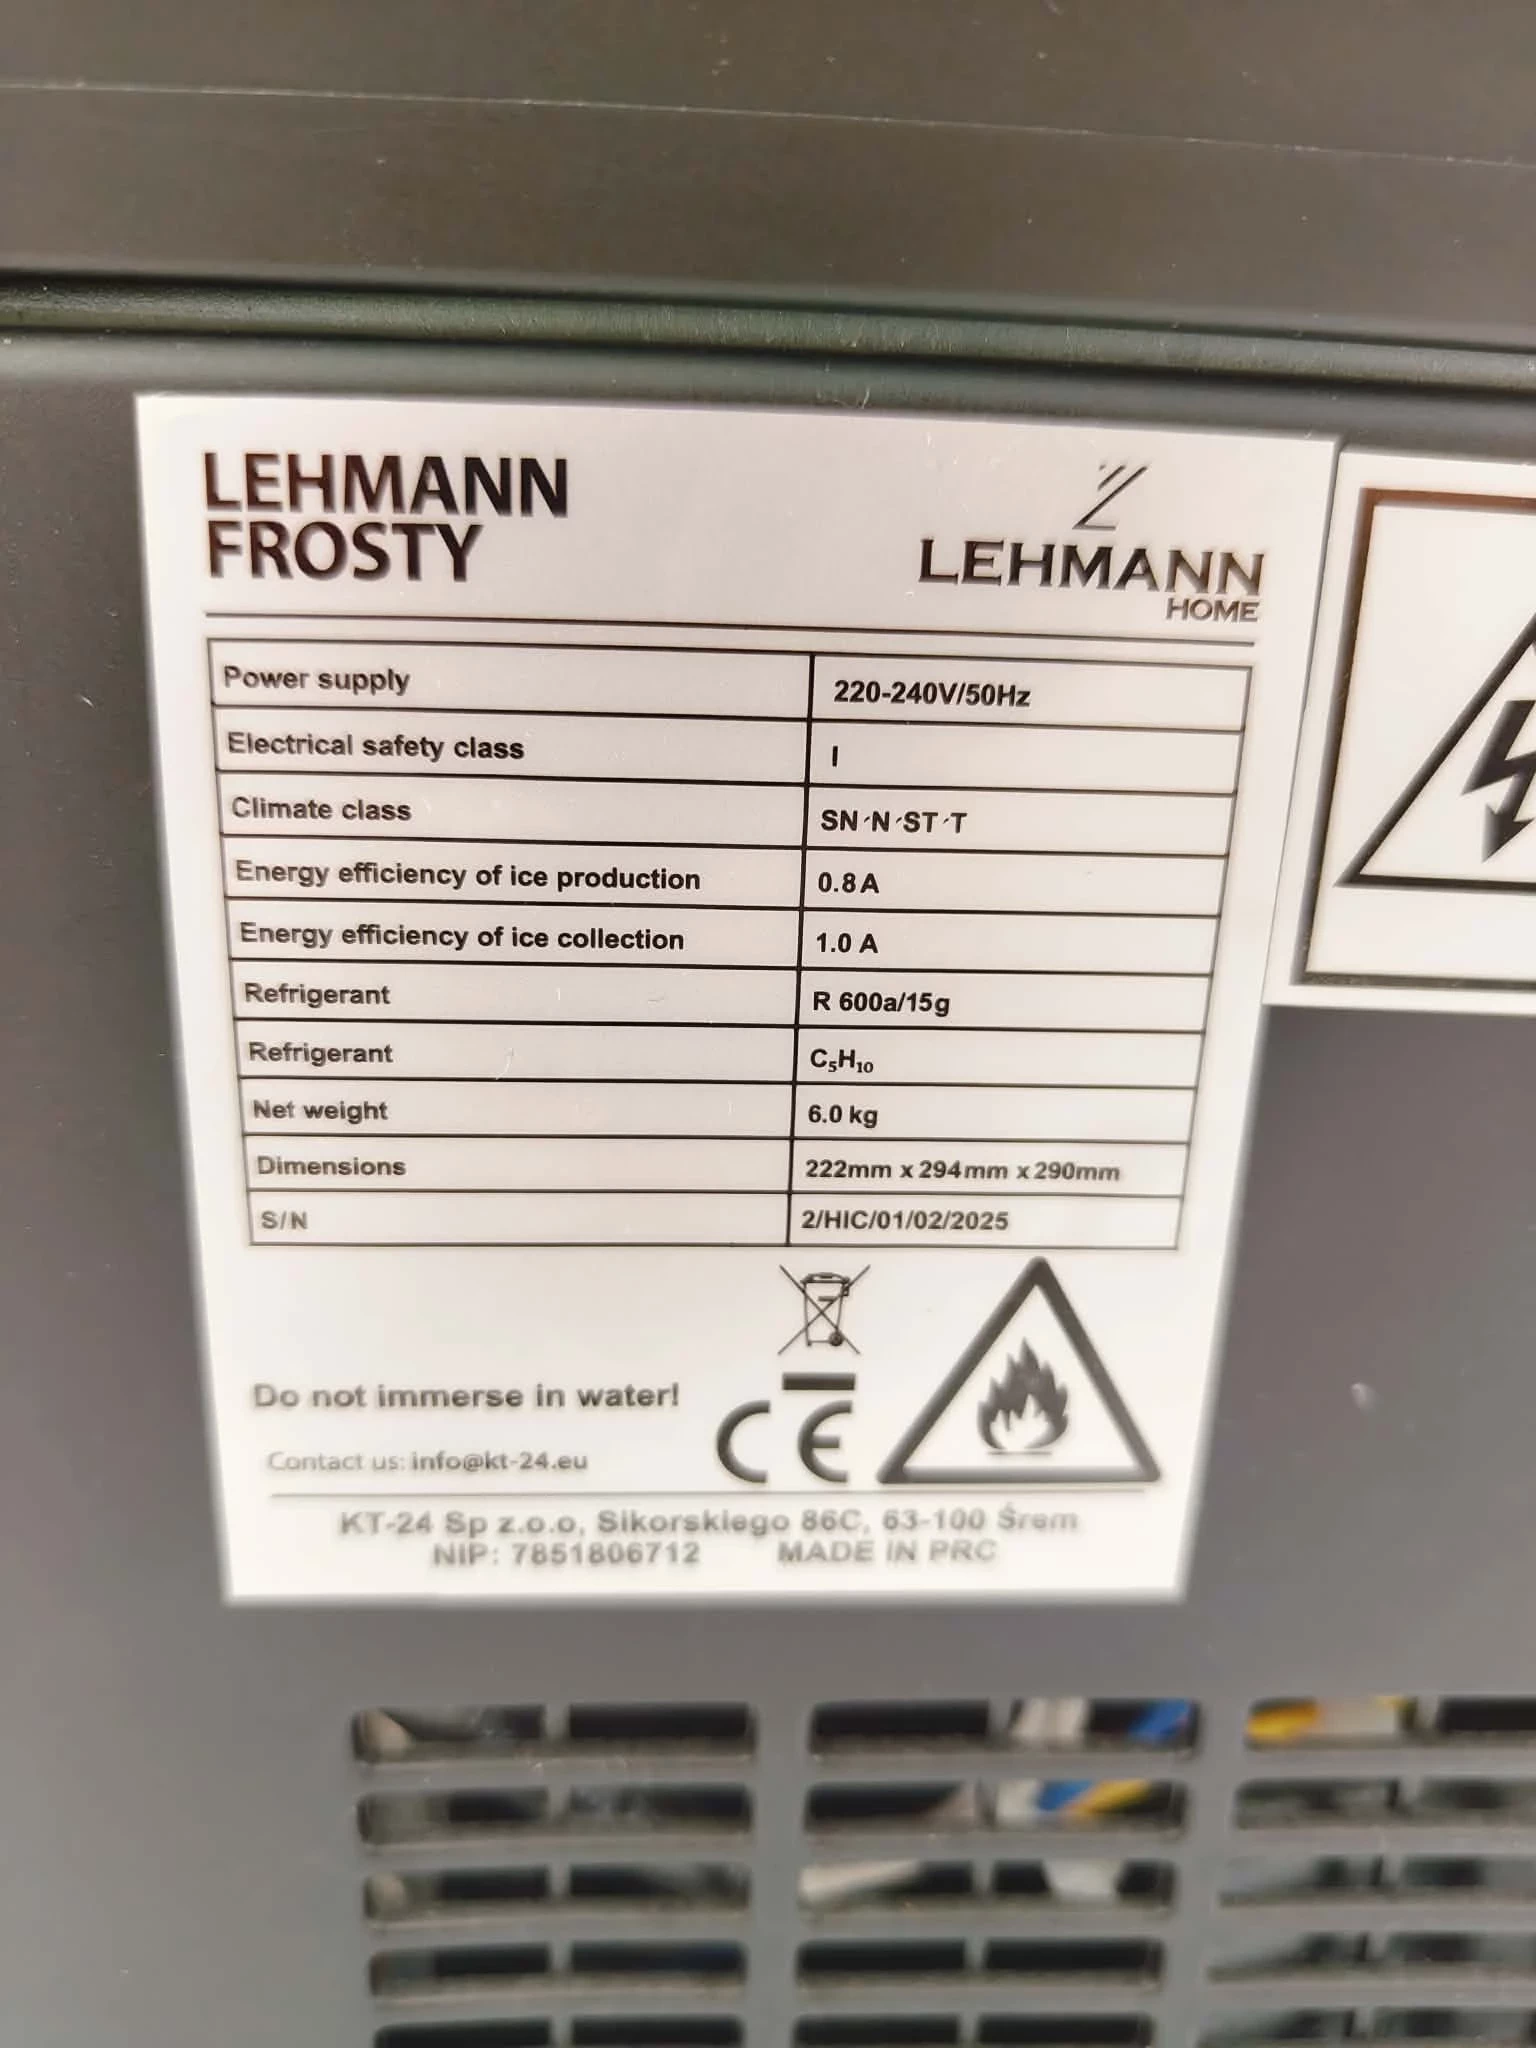 LEHMANN
FROSTY
LEHMANN
HOME
Power supply 220-240V/50Hz
Electrical safety class I
Climate class SN·N·ST·T
Energy efficiency of ice production 0.8 A
Energy efficiency of ice collection 1.0 A
Refrigerant R 600a/15g
Refrigerant C₅H₁₀
Net weight 6.0 kg
Dimensions 222mm x 294mm x 290mm
S/N 2/HIC/01/02/2025
Do not immerse in water!
CE
Contact us: info@kt-24.eu
KT-24 Sp z.o.o, Sikorskiego 86C, 63-100 Śrem
NIP: 7851806712 MADE IN PRC